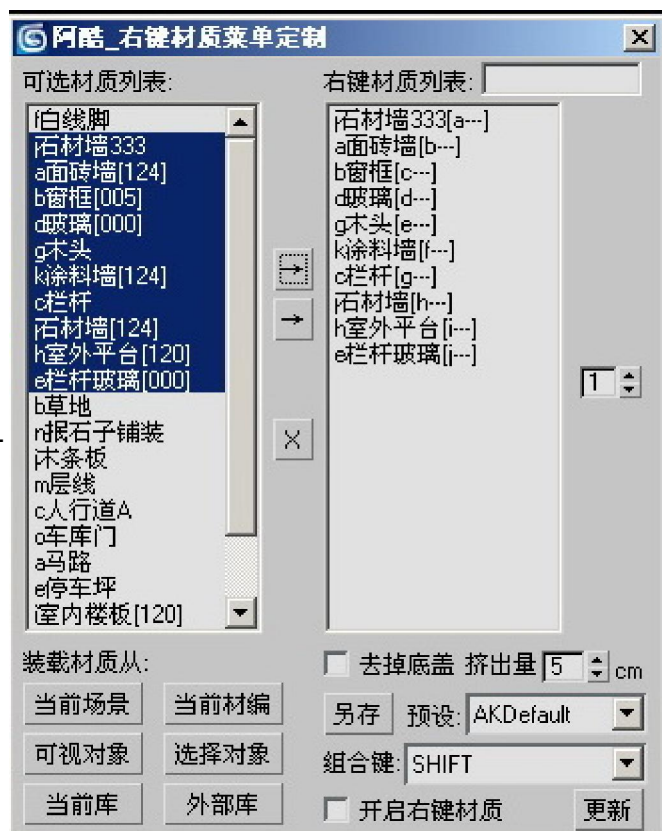 阿酷_右键材质菜单定制
可选材质列表:
右键材质列表:
f白线脚
j石材墙333
a面砖墙[124]
b窗框[005]
d玻璃[000]
g木头
k涂料墙[124]
c栏杆
j石材墙[124]
h室外平台[120]
e栏杆玻璃[000]
b草地
n抿石子铺装
j木条板
m层线
c人行道A
o车库门
a马路
e停车坪
i室内楼板[120]
j石材墙333[a---]
a面砖墙[b---]
b窗框[c---]
d玻璃[d---]
g木头[e---]
k涂料墙[f---]
c栏杆[g---]
j石材墙[h---]
h室外平台[i---]
e栏杆玻璃[j---]
1
装载材质从:
当前场景 当前材编
可视对象 选择对象
当前库 外部库
去掉底盖 挤出量 5 cm
另存 预设: AKDefault
组合键: SHIFT
开启右键材质 更新